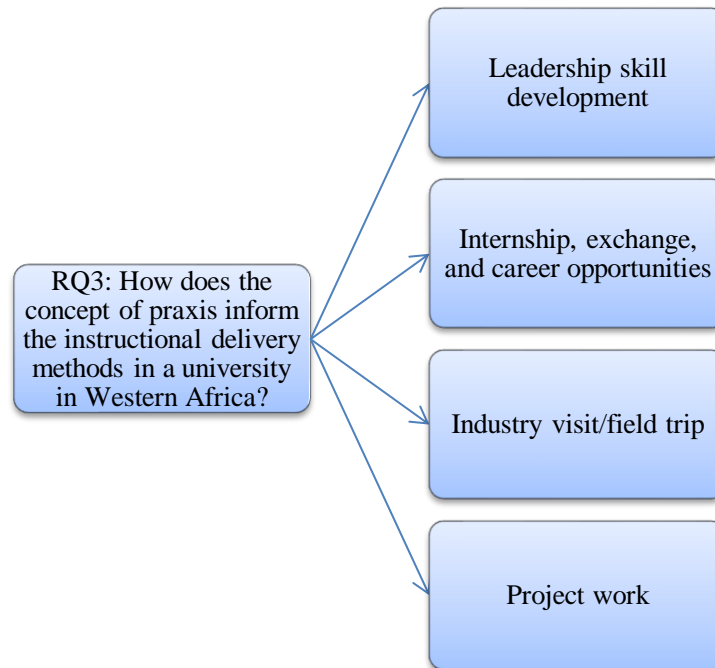 RQ3: How does the
concept of praxis inform
the instructional delivery
methods in a university
in Western Africa?
Leadership skill
development
Internship, exchange,
and career opportunities
Industry visit/field trip
Project work